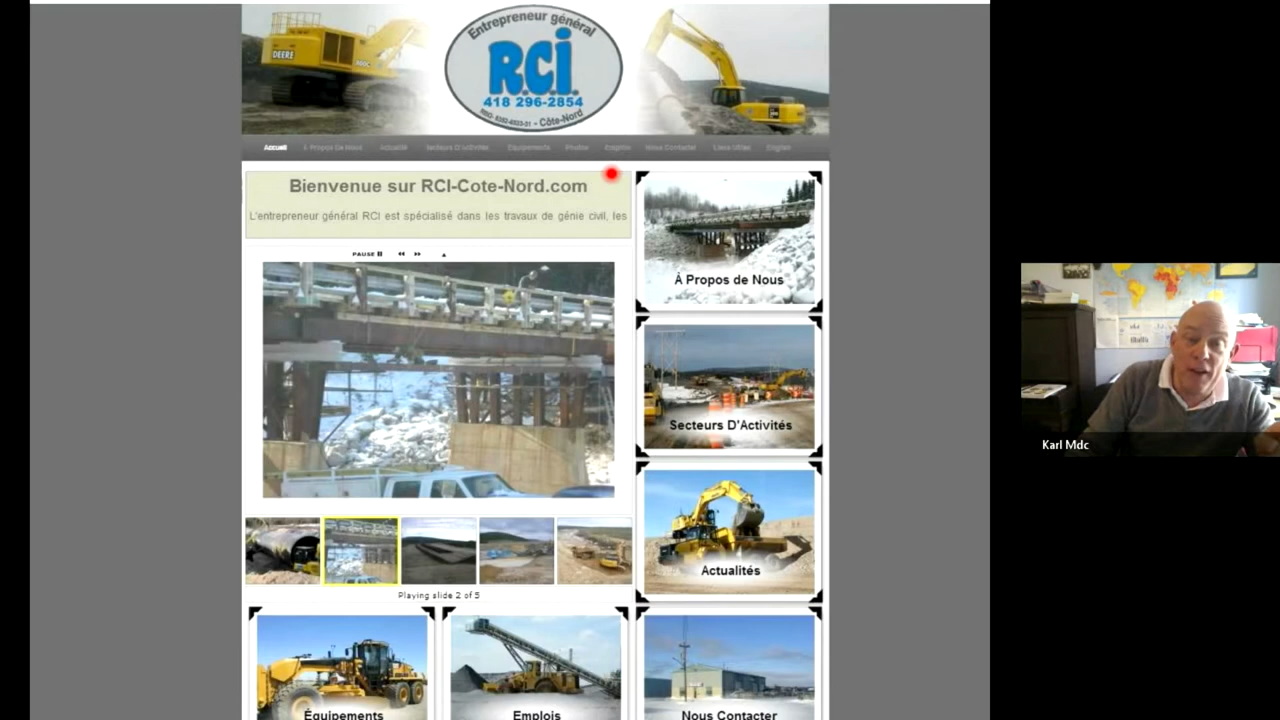 DEERE
Entrepreneur général
R.C.i.
418 296-2854
- Côte-Nord
Accueil À Propos De Nous Actualité Secteurs D'activités Équipements Photos Emplois Nous Contacter Liens Utiles English
Bienvenue sur RCI-Cote-Nord.com
L'entrepreneur général RCI est spécialisé dans les travaux de génie civil, les
PAUSE
À Propos de Nous
Secteurs D'Activités
Actualités
Playing slide 2 of 5
Équipements
Emplois
Nous Contacter
Karl Mdc